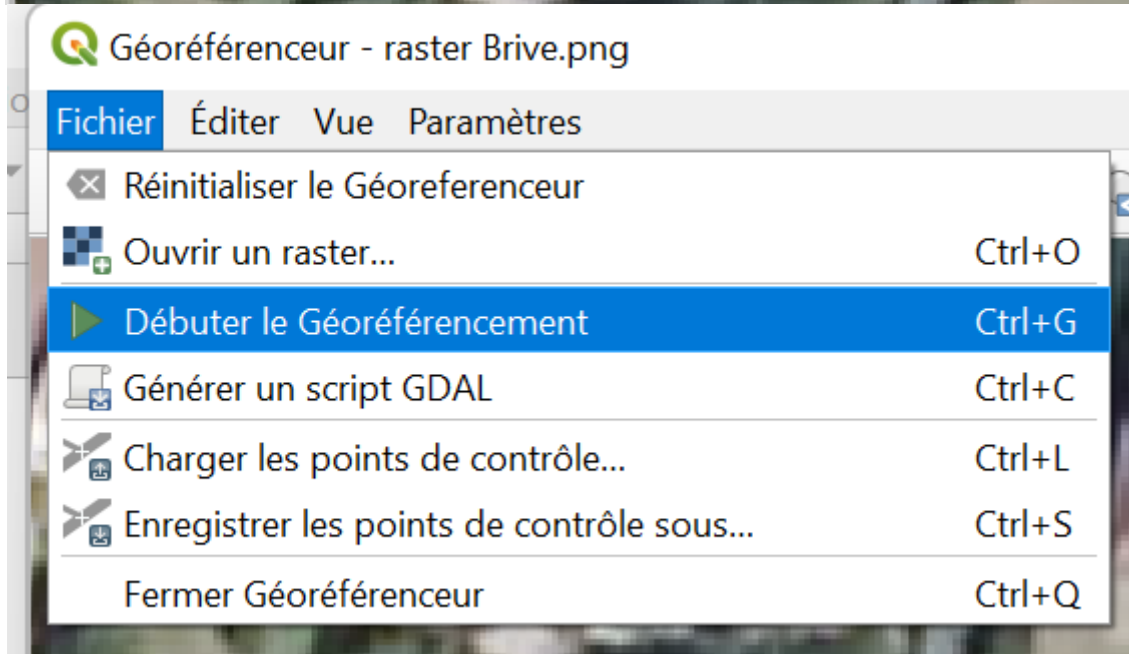 Géoréférenceur - raster Brive.png
Fichier Éditer Vue Paramètres
Réinitialiser le Géoreferenceur
Ouvrir un raster... Ctrl+O
Débuter le Géoréférencement Ctrl+G
Générer un script GDAL Ctrl+C
Charger les points de contrôle... Ctrl+L
Enregistrer les points de contrôle sous... Ctrl+S
Fermer Géoréférenceur Ctrl+Q